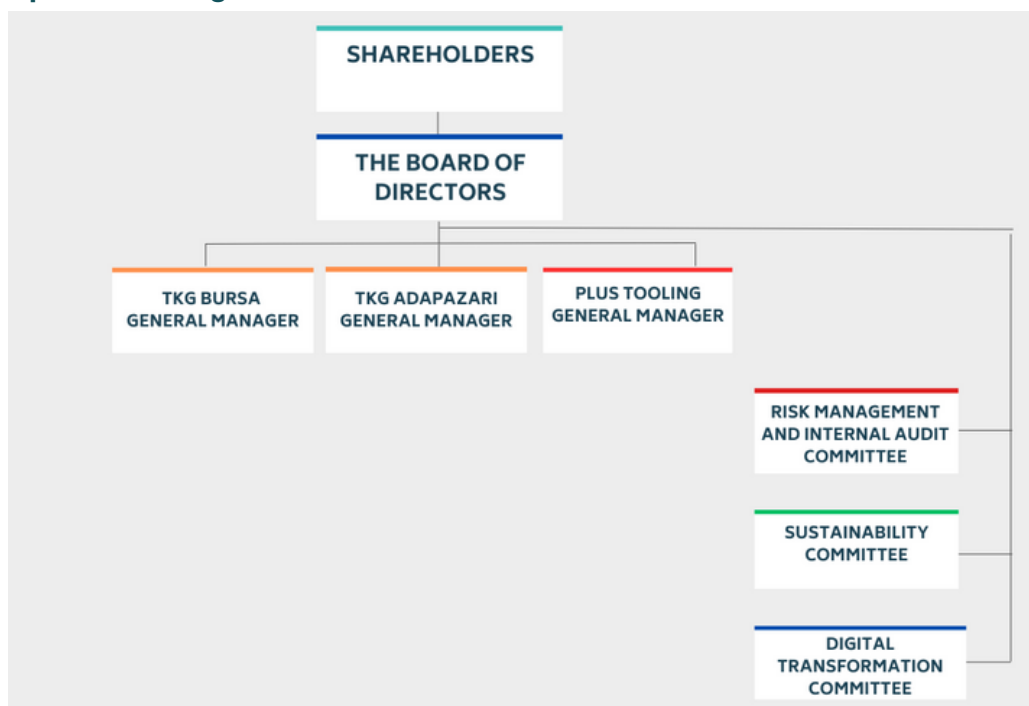 SHAREHOLDERS
THE BOARD OF
DIRECTORS
TKG BURSA
GENERAL MANAGER
TKG ADAPAZARI
GENERAL MANAGER
PLUS TOOLING
GENERAL MANAGER
RISK MANAGEMENT
AND INTERNAL AUDIT
COMMITTEE
SUSTAINABILITY
COMMITTEE
DIGITAL
TRANSFORMATION
COMMITTEE